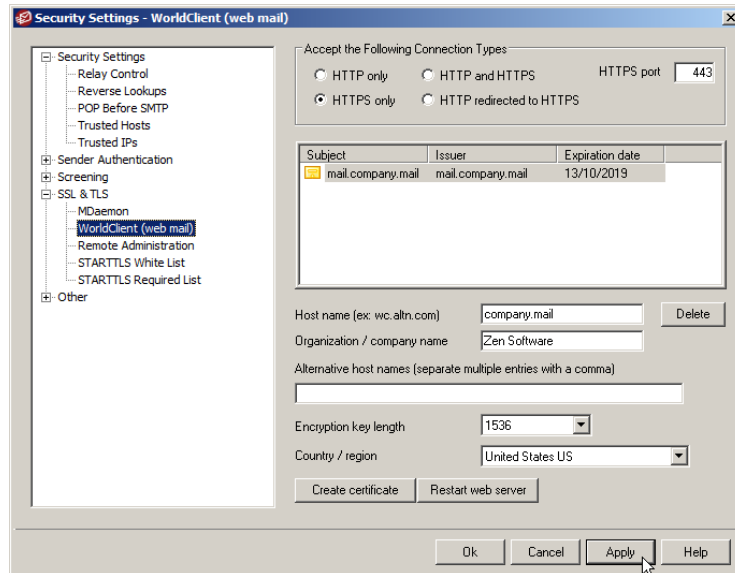 Security Settings - WorldClient (web mail)
Security Settings
Relay Control
Reverse Lookups
POP Before SMTP
Trusted Hosts
Trusted IPs
Sender Authentication
Screening
SSL & TLS
MDaemon
WorldClient (web mail)
Remote Administration
STARTTLS White List
STARTTLS Required List
Other
Accept the Following Connection Types
HTTP only HTTP and HTTPS HTTPS port 443
HTTPS only HTTP redirected to HTTPS
Subject Issuer Expiration date
mail.company.mail mail.company.mail 13/10/2019
Host name (ex: wc.altn.com) company.mail Delete
Organization / company name Zen Software
Alternative host names (separate multiple entries with a comma)
Encryption key length 1536
Country / region United States US
Create certificate Restart web server
Ok Cancel Apply Help